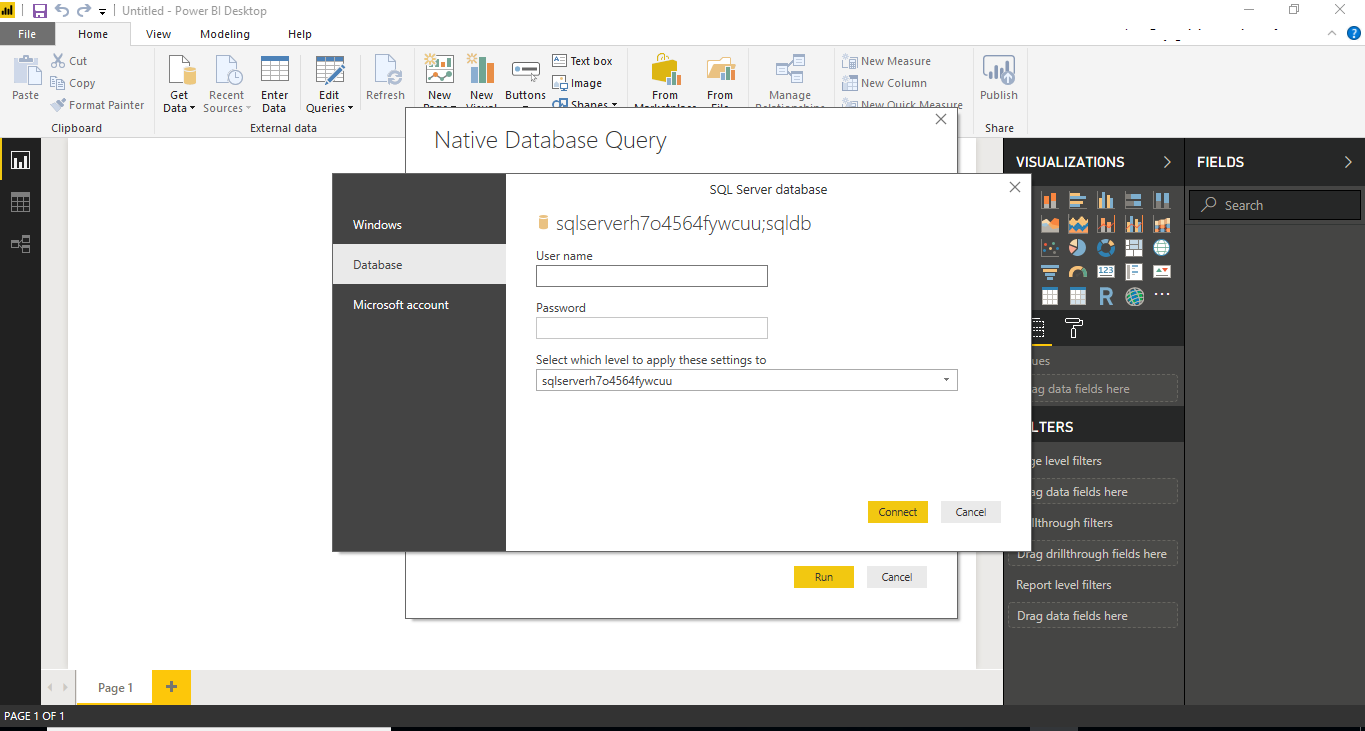 Untitled - Power BI Desktop
File Home View Modeling Help
Paste
Cut
Copy
Format Painter
Clipboard
Get Data
Recent Sources
Enter Data
Edit Queries
External data
Refresh
New Page
New Visual
Buttons
Text box
Image
Shapes
From Marketplace
From File
Manage Relationships
New Measure
New Column
New Quick Measure
Publish
Share
Native Database Query
SQL Server database
Windows
Database
Microsoft account
sqlserverh7o4564fywcuu;sqldb
User name
Password
Select which level to apply these settings to
sqlserverh7o4564fywcuu
Connect Cancel
Run Cancel
VISUALIZATIONS
123
R
ues
ag data fields here
LTERS
ge level filters
ag data fields here
llthrough filters
Drag drillthrough fields here
Report level filters
Drag data fields here
FIELDS
Search
Page 1
PAGE 1 OF 1